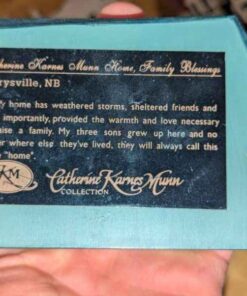 therine Karnes Munn Home, Family Blessings
rysville, NB
y home has weathered storms, sheltered friends and
importantly, provided the warmth and love necessary
aise a family. My three sons grew up here and no
er where else they've lived, they will always call this
"home".
KM
Catherine Karnes Munn
COLLECTION